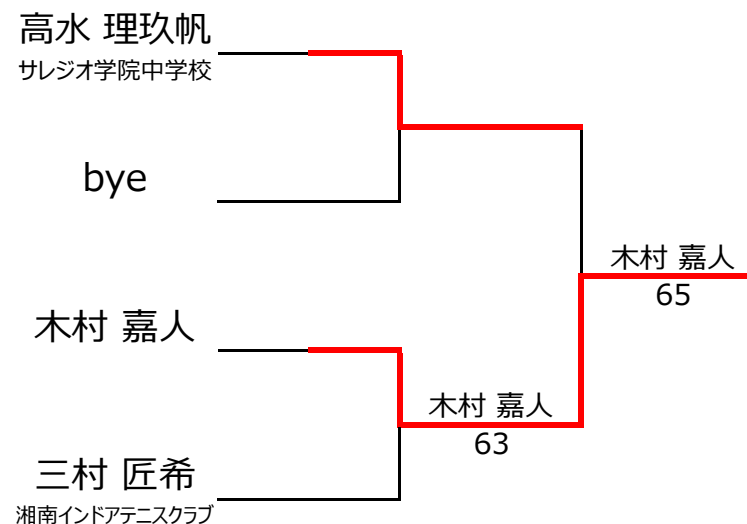 高水 理玖帆
サレジオ学院中学校
bye
木村 嘉人
65
木村 嘉人
木村 嘉人
63
三村 匠希
湘南インドアテニスクラブ